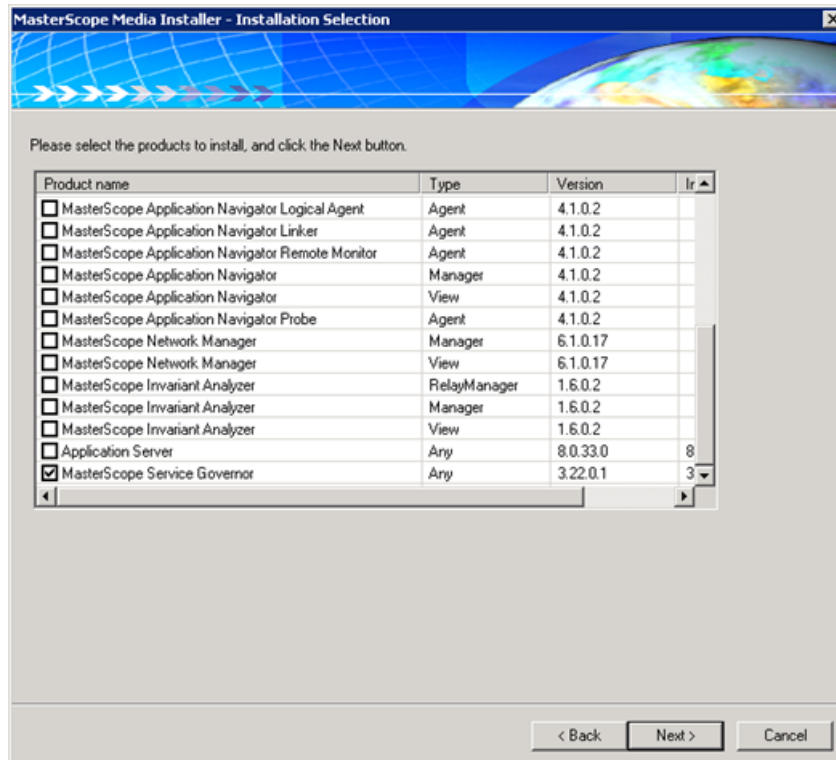 MasterScope Media Installer - Installation Selection
Please select the products to install, and click the Next button.
Product name Type Version Ir
MasterScope Application Navigator Logical Agent Agent 4.1.0.2
MasterScope Application Navigator Linker Agent 4.1.0.2
MasterScope Application Navigator Remote Monitor Agent 4.1.0.2
MasterScope Application Navigator Manager 4.1.0.2
MasterScope Application Navigator View 4.1.0.2
MasterScope Application Navigator Probe Agent 4.1.0.2
MasterScope Network Manager Manager 6.1.0.17
MasterScope Network Manager View 6.1.0.17
MasterScope Invariant Analyzer RelayManager 1.6.0.2
MasterScope Invariant Analyzer Manager 1.6.0.2
MasterScope Invariant Analyzer View 1.6.0.2
Application Server Any 8.0.33.0 8
MasterScope Service Governor Any 3.22.0.1 3
< Back Next > Cancel